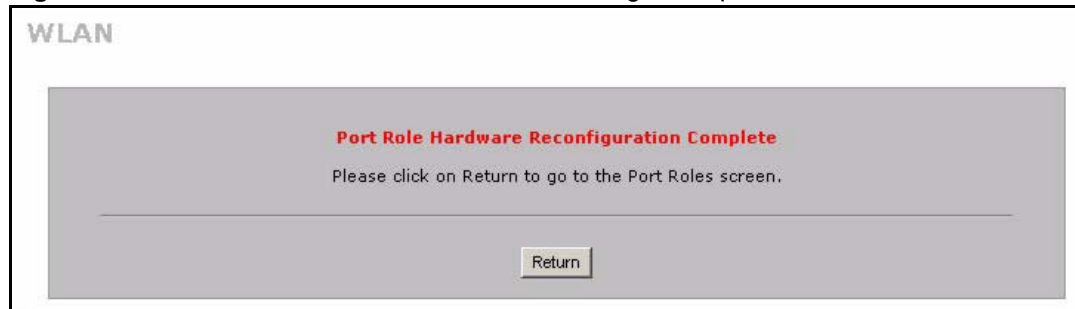 WLAN
Port Role Hardware Reconfiguration Complete
Please click on Return to go to the Port Roles screen.
Return